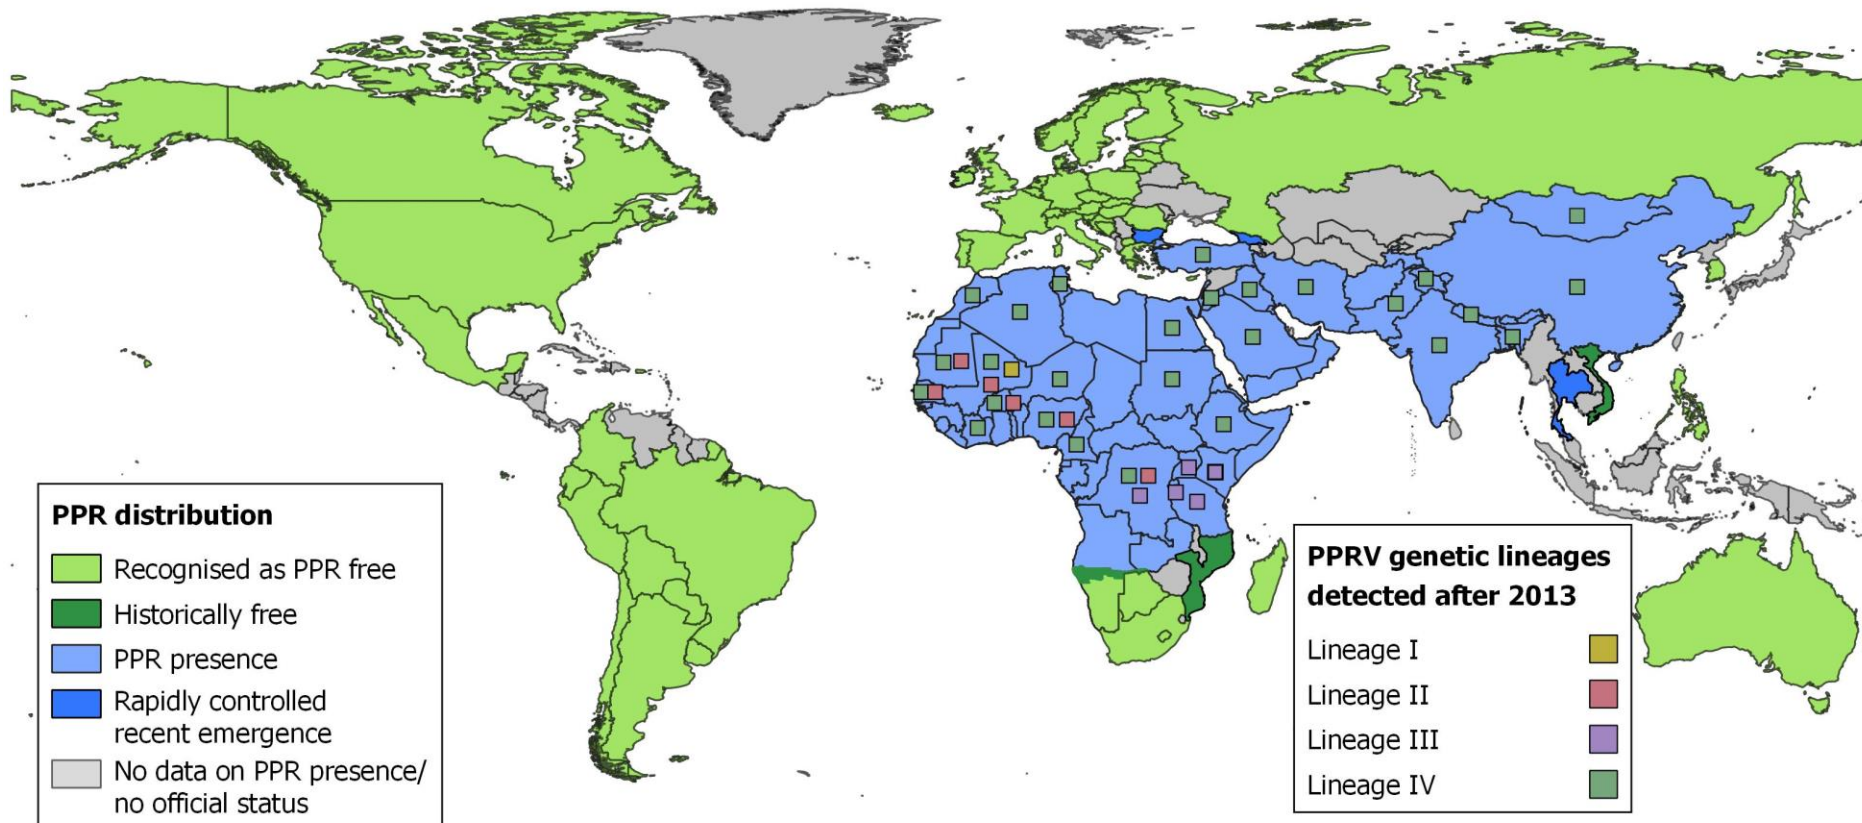 PPR distribution
Recognised as PPR free
Historically free
PPR presence
Rapidly controlled
recent emergence
No data on PPR presence/
no official status
PPRV genetic lineages
detected after 2013
Lineage I
Lineage II
Lineage III
Lineage IV